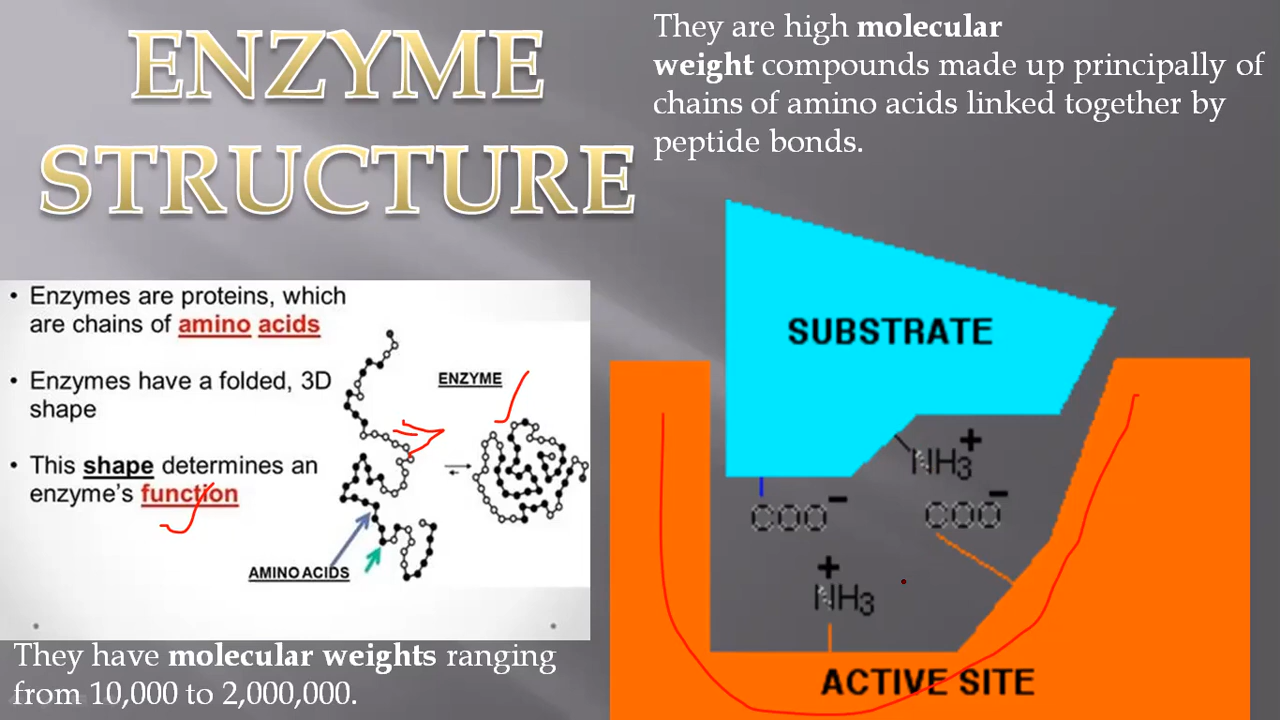 ENZYME
STRUCTURE
They are high molecular
weight compounds made up principally of
chains of amino acids linked together by
peptide bonds.
• Enzymes are proteins, which
are chains of amino acids
• Enzymes have a folded, 3D
shape
• This shape determines an
enzyme's function
ENZYME
AMINO ACIDS
They have molecular weights ranging
from 10,000 to 2,000,000.
SUBSTRATE
NH3+
COO-
COO-
+
NH3
ACTIVE SITE